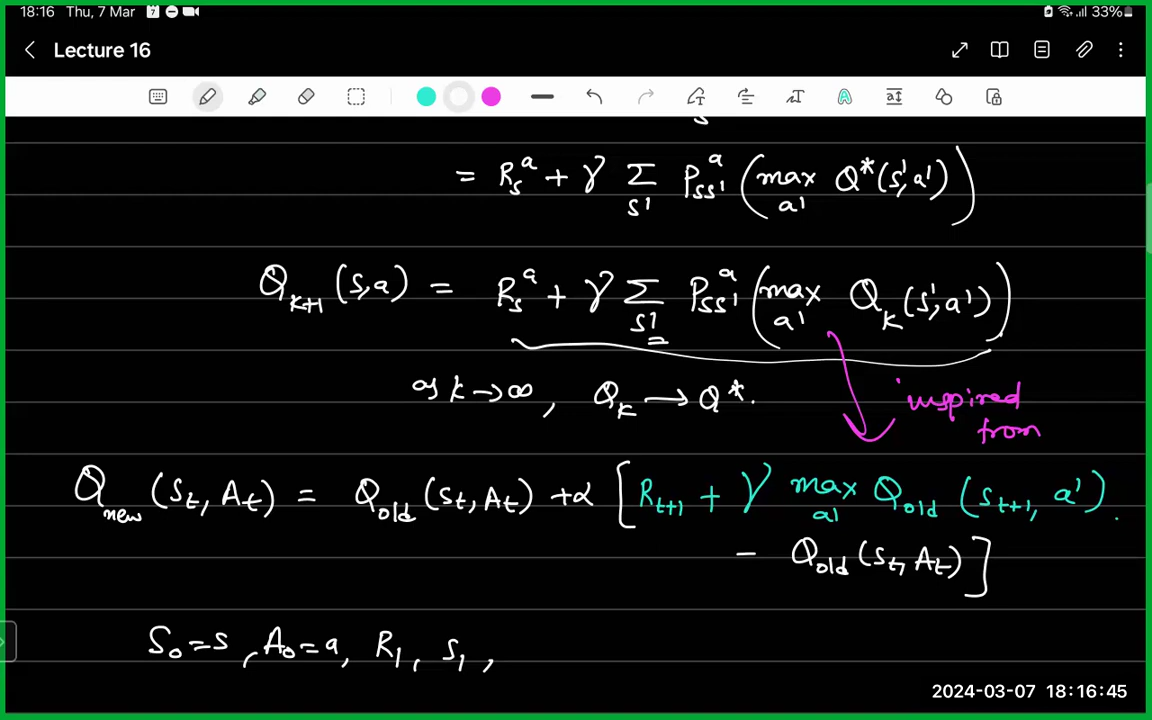 18:16 Thu, 7 Mar 7 33%
Lecture 16
s'
= R_s^a + γ Σ_{s'} P_{ss'}^a (max_{a'} Q*(s',a'))
Q_{k+1}(s,a) = R_s^a + γ Σ_{s'} P_{ss'}^a (max_{a'} Q_k(s',a'))
as k→∞, Q_k → Q*.
inspired
from
Q_new(S_t, A_t) = Q_old(S_t, A_t) + α [R_{t+1} + γ max_{a'} Q_old(S_{t+1}, a').
− Q_old(S_t, A_t)]
S_0 = s, A_0 = a, R_1, S_1,
2024-03-07 18:16:45